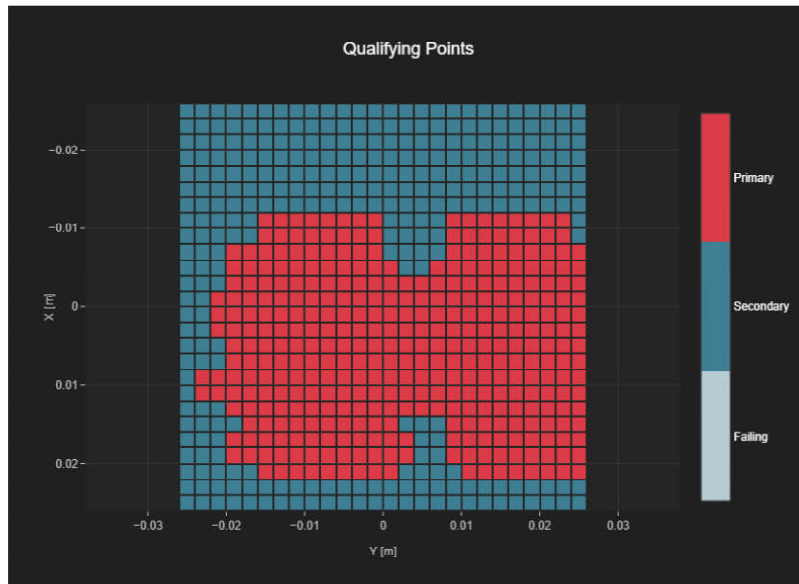 Qualifying Points
−0.02
−0.01
0
0.01
0.02
X [m]
−0.03
−0.02
−0.01
0
0.01
0.02
0.03
Y [m]
Primary
Secondary
Failing